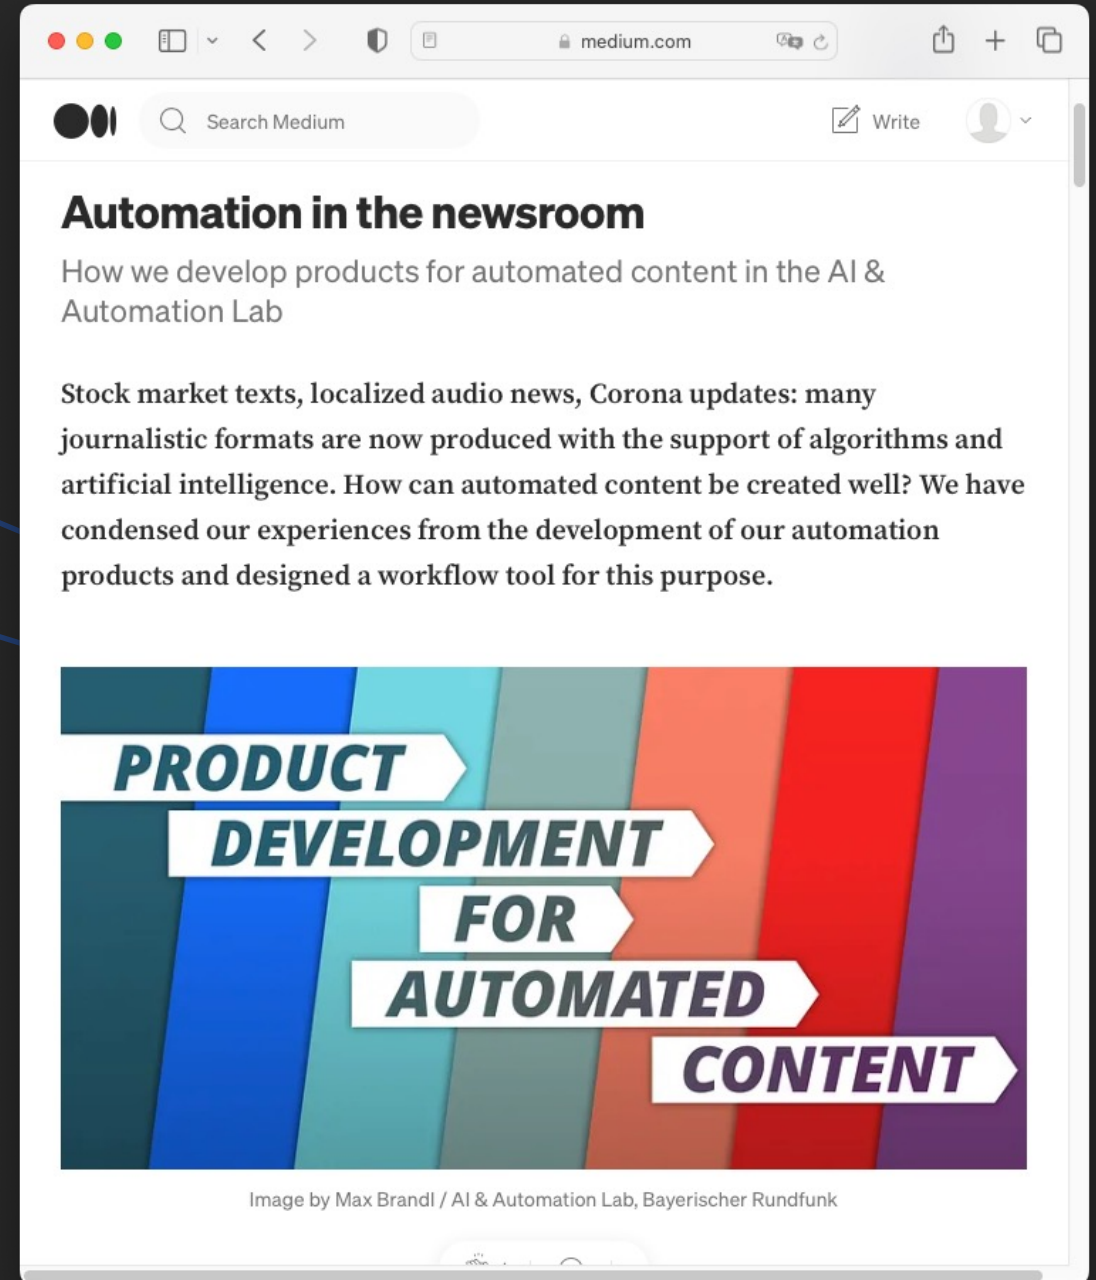 medium.com
Search Medium
Write
Automation in the newsroom
How we develop products for automated content in the AI &
Automation Lab
Stock market texts, localized audio news, Corona updates: many
journalistic formats are now produced with the support of algorithms and
artificial intelligence. How can automated content be created well? We have
condensed our experiences from the development of our automation
products and designed a workflow tool for this purpose.
PRODUCT
DEVELOPMENT
FOR
AUTOMATED
CONTENT
Image by Max Brandl / AI & Automation Lab, Bayerischer Rundfunk